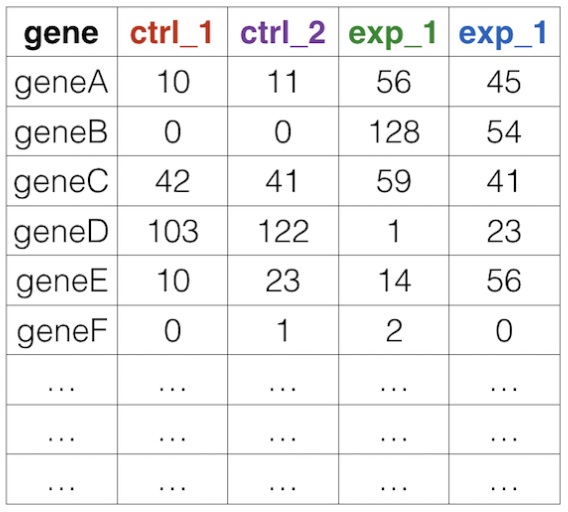 gene ctrl_1 ctrl_2 exp_1 exp_1
geneA 10 11 56 45
geneB 0 0 128 54
geneC 42 41 59 41
geneD 103 122 1 23
geneE 10 23 14 56
geneF 0 1 2 0
... ... ... ... ...
... ... ... ... ...
... ... ... ... ...